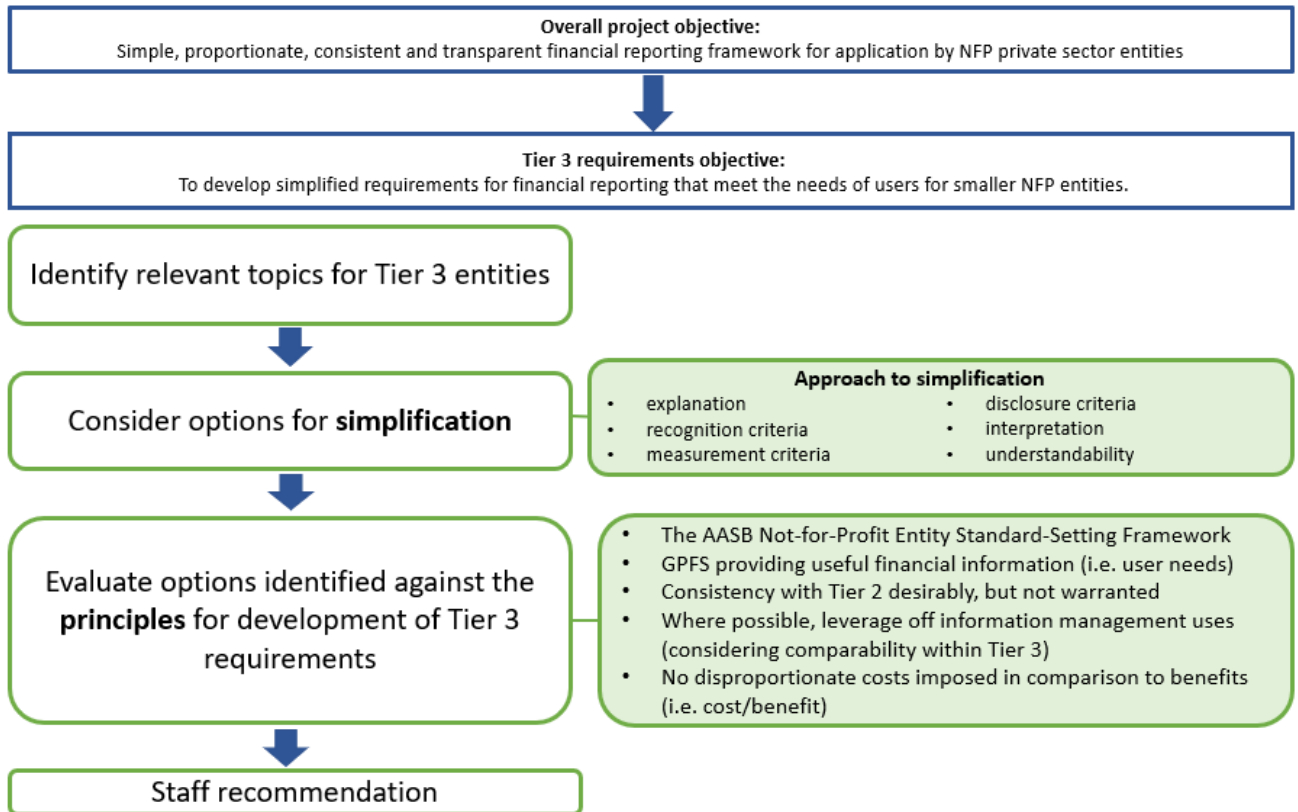 Overall project objective:
Simple, proportionate, consistent and transparent financial reporting framework for application by NFP private sector entities
Tier 3 requirements objective:
To develop simplified requirements for financial reporting that meet the needs of users for smaller NFP entities.
Identify relevant topics for Tier 3 entities
Consider options for simplification
Approach to simplification
• explanation
• recognition criteria
• measurement criteria
• disclosure criteria
• interpretation
• understandability
Evaluate options identified against the
principles for development of Tier 3
requirements
• The AASB Not-for-Profit Entity Standard-Setting Framework
• GPFS providing useful financial information (i.e. user needs)
• Consistency with Tier 2 desirably, but not warranted
• Where possible, leverage off information management uses
(considering comparability within Tier 3)
• No disproportionate costs imposed in comparison to benefits
(i.e. cost/benefit)
Staff recommendation